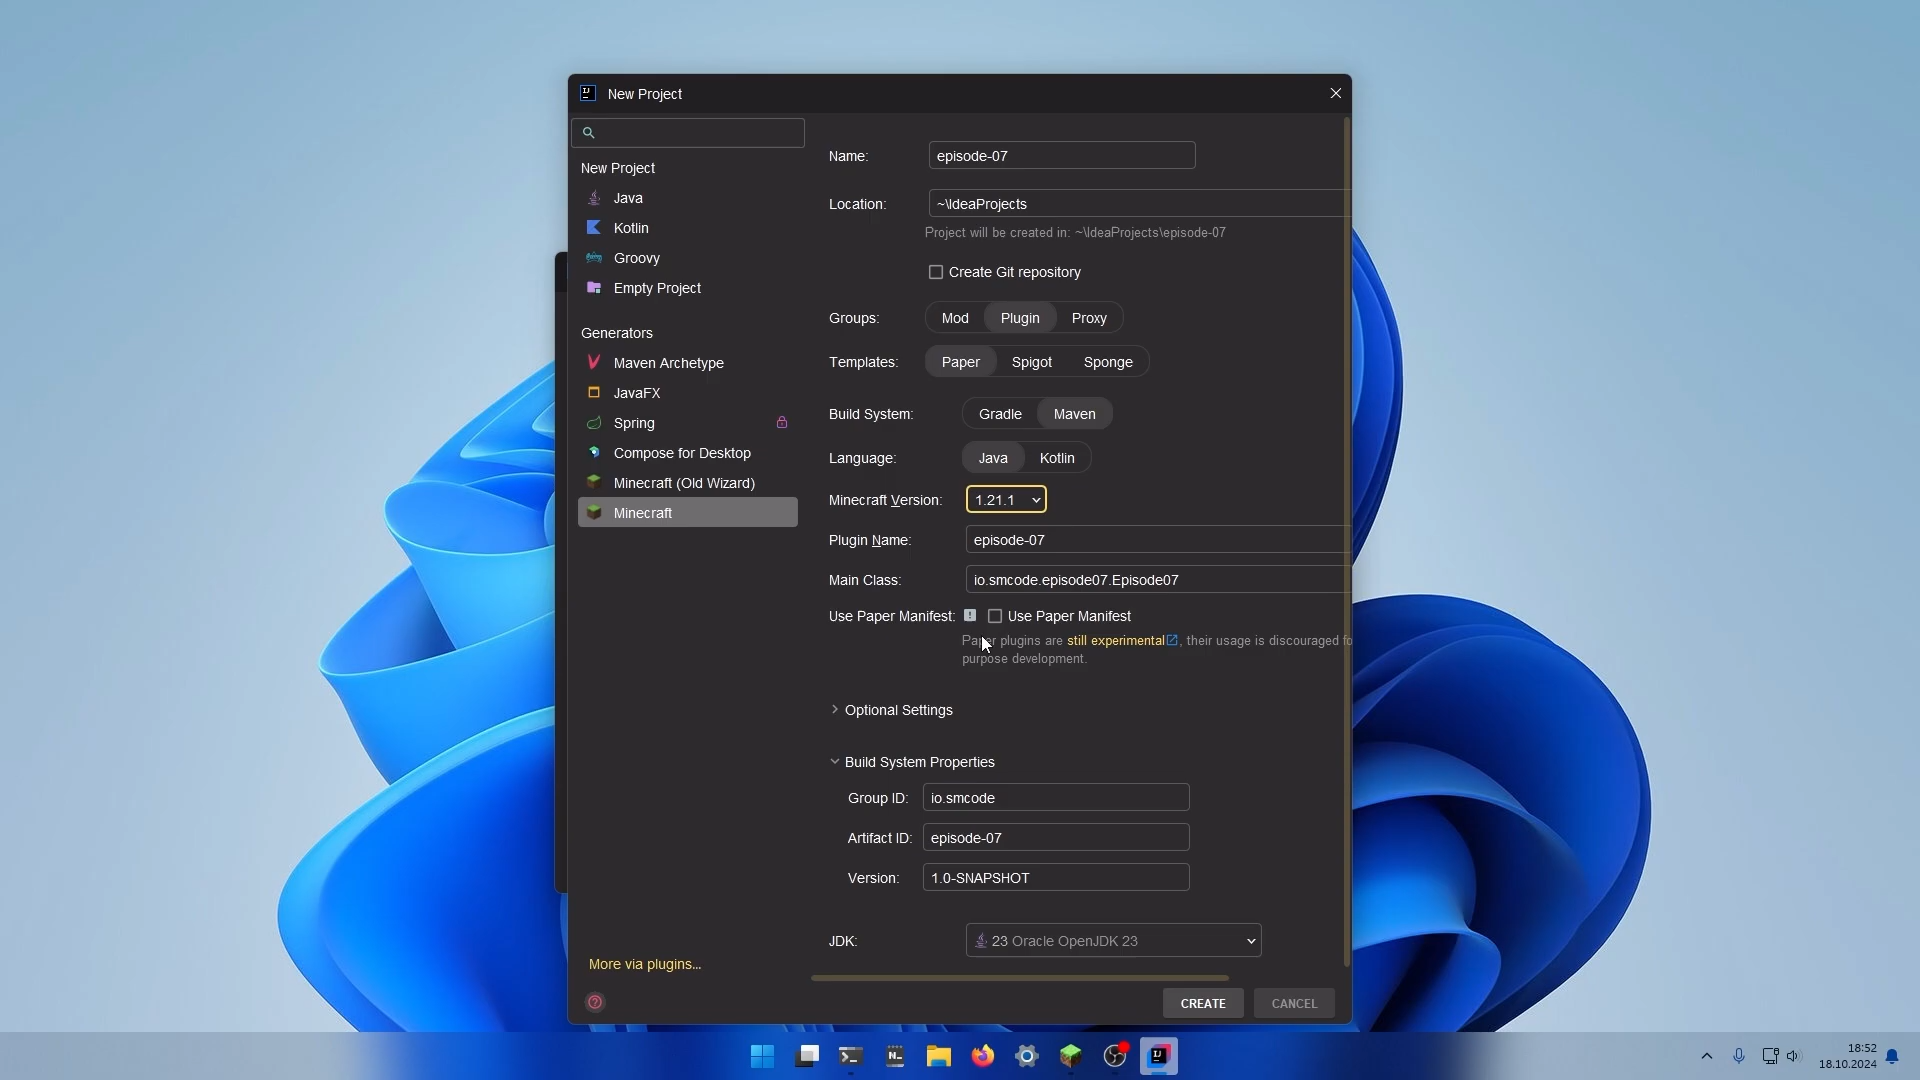 New Project
New Project
Java
Kotlin
Groovy
Empty Project
Generators
Maven Archetype
JavaFX
Spring
Compose for Desktop
Minecraft (Old Wizard)
Minecraft
More via plugins...
Name: episode-07
Location: ~\IdeaProjects
Project will be created in: ~\IdeaProjects\episode-07
Create Git repository
Groups: Mod Plugin Proxy
Templates: Paper Spigot Sponge
Build System: Gradle Maven
Language: Java Kotlin
Minecraft Version: 1.21.1
Plugin Name: episode-07
Main Class: io.smcode.episode07.Episode07
Use Paper Manifest: Use Paper Manifest
Paper plugins are still experimental, their usage is discouraged fo
purpose development.
Optional Settings
Build System Properties
Group ID: io.smcode
Artifact ID: episode-07
Version: 1.0-SNAPSHOT
JDK: 23 Oracle OpenJDK 23
CREATE CANCEL
18:52
18.10.2024